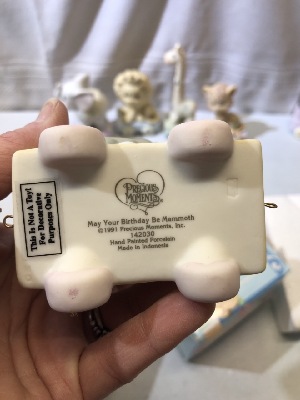 Precious
Moments
May Your Birthday Be Mammoth
©1991 Precious Moments, Inc.
142030
Hand Painted Porcelain
Made in Indonesia
This Is Not A Toy!
For Decorative
Purposes Only